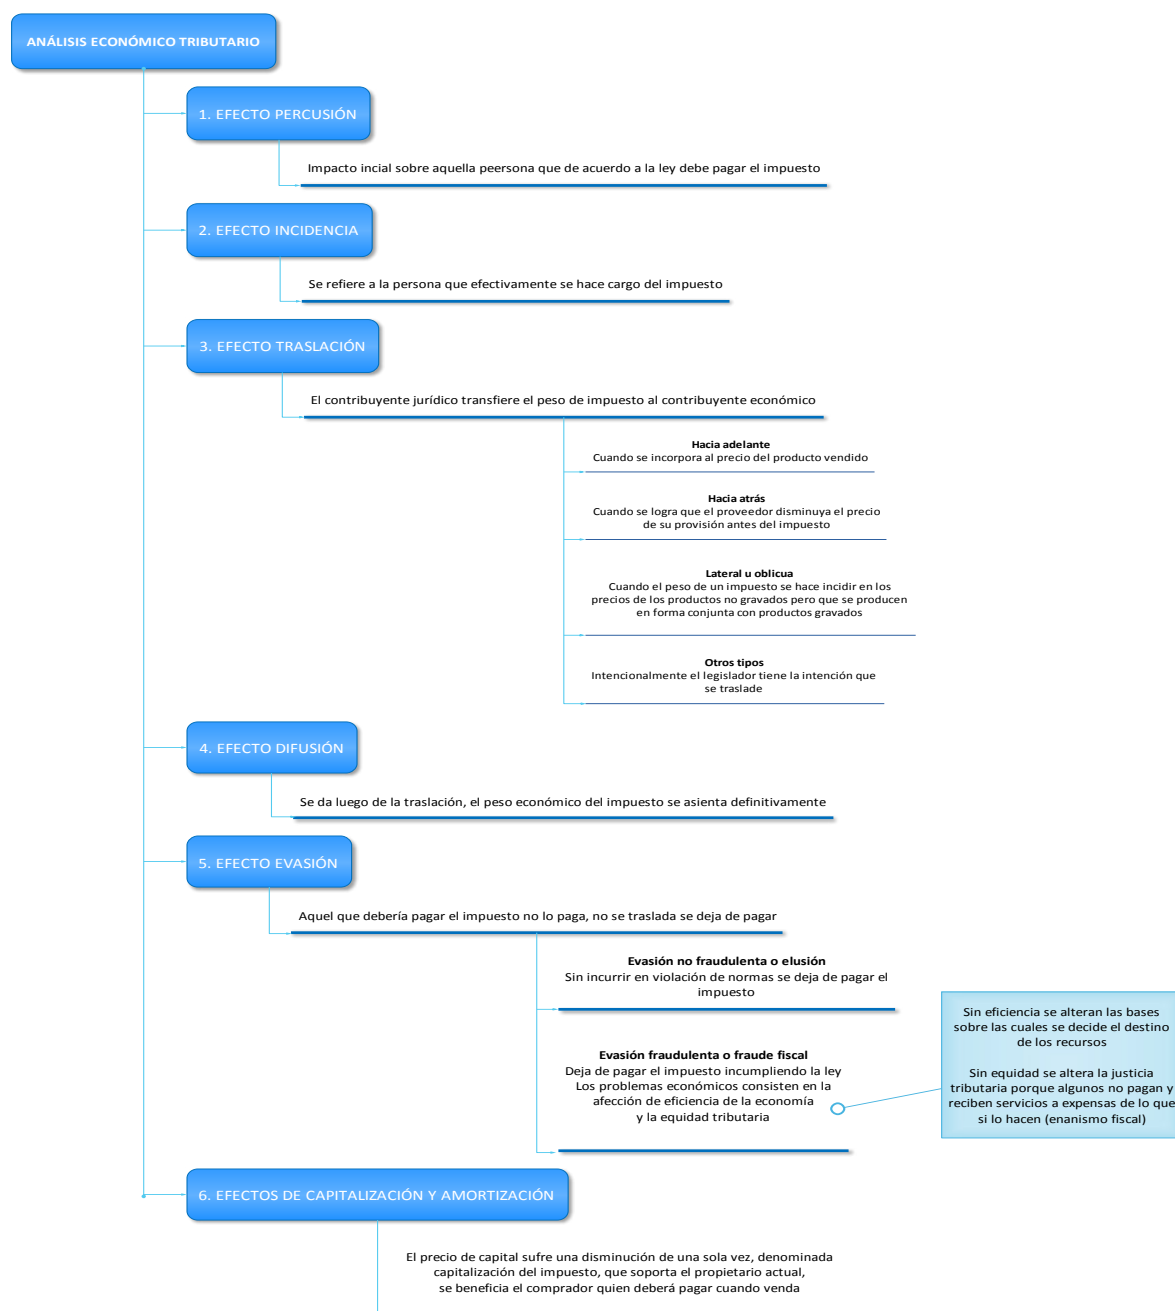 ANÁLISIS ECONÓMICO TRIBUTARIO
1. EFECTO PERCUSIÓN
Impacto incial sobre aquella peersona que de acuerdo a la ley debe pagar el impuesto
2. EFECTO INCIDENCIA
Se refiere a la persona que efectivamente se hace cargo del impuesto
3. EFECTO TRASLACIÓN
El contribuyente jurídico transfiere el peso de impuesto al contribuyente económico
Hacia adelante
Cuando se incorpora al precio del producto vendido
Hacia atrás
Cuando se logra que el proveedor disminuya el precio
de su provisión antes del impuesto
Lateral u oblicua
Cuando el peso de un impuesto se hace incidir en los
precios de los productos no gravados pero que se producen
en forma conjunta con productos gravados
Otros tipos
Intencionalmente el legislador tiene la intención que
se traslade
4. EFECTO DIFUSIÓN
Se da luego de la traslación, el peso económico del impuesto se asienta definitivamente
5. EFECTO EVASIÓN
Aquel que debería pagar el impuesto no lo paga, no se traslada se deja de pagar
Evasión no fraudulenta o elusión
Sin incurrir en violación de normas se deja de pagar el
impuesto
Evasión fraudulenta o fraude fiscal
Deja de pagar el impuesto incumpliendo la ley
Los problemas económicos consisten en la
afección de eficiencia de la economía
y la equidad tributaria
Sin eficiencia se alteran las bases
sobre las cuales se decide el destino
de los recursos
Sin equidad se altera la justicia
tributaria porque algunos no pagan y
reciben servicios a expensas de lo que
si lo hacen (enanismo fiscal)
6. EFECTOS DE CAPITALIZACIÓN Y AMORTIZACIÓN
El precio de capital sufre una disminución de una sola vez, denominada
capitalización del impuesto, que soporta el propietario actual,
se beneficia el comprador quien deberá pagar cuando venda